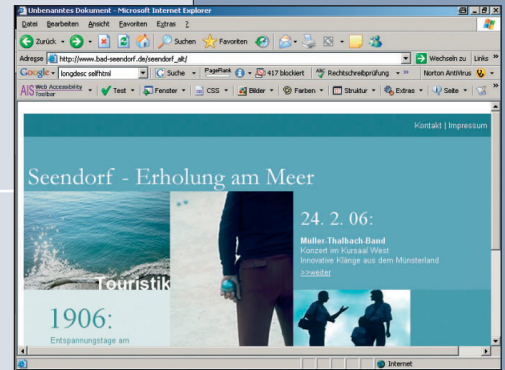 Unbenanntes Dokument - Microsoft Internet Explorer
Datei Bearbeiten Ansicht Favoriten Extras ?
Zurück Suchen Favoriten
Adresse http://www.bad-seendorf.de/seendorf_alt/ Wechseln zu Links »
Google longdesc selfhtml Suche PageRank 417 blockiert Rechtschreibprüfung » Norton AntiVirus »
AIS Web Accessibility Toolbar Test Fenster CSS Bilder Farben Struktur Extras Seite »
Kontakt | Impressum
Seendorf - Erholung am Meer
24. 2. 06:
Müller-Thalbach-Band
Konzert im Kursaal West
Innovative Klänge aus dem Münsterland
>>weiter
Touristik
1906:
Entspannungstage am
Internet